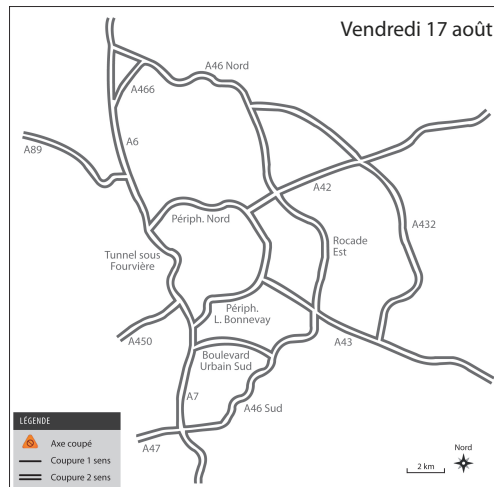 Vendredi 17 août
A46 Nord
A466
A6
A89
A42
Périph. Nord
A432
Tunnel sous
Fourvière
Rocade
Est
Périph.
L. Bonnevay
A450
A43
Boulevard
Urbain Sud
A7
A46 Sud
A47
LÉGENDE
Axe coupé
Coupure 1 sens
Coupure 2 sens
2 km
Nord